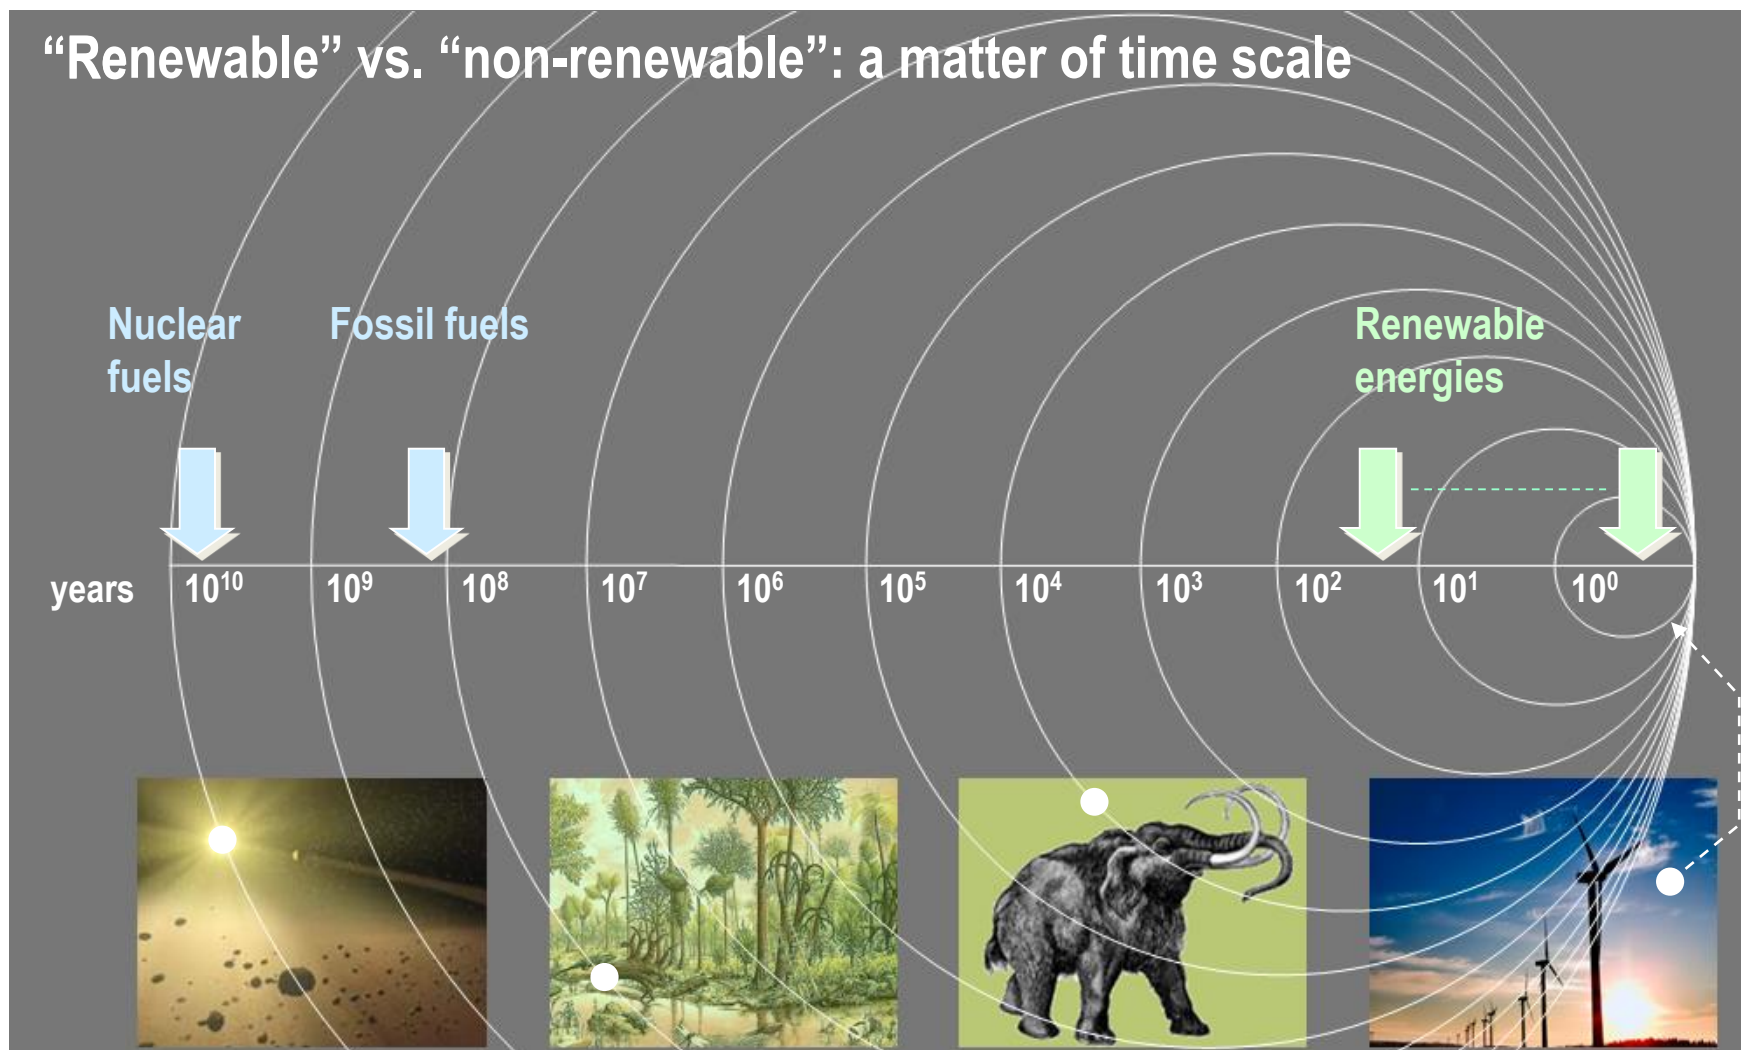 “Renewable” vs. “non-renewable”: a matter of time scale
Nuclear
fuels
Fossil fuels
Renewable
energies
years 10¹⁰ 10⁹ 10⁸ 10⁷ 10⁶ 10⁵ 10⁴ 10³ 10² 10¹ 10⁰